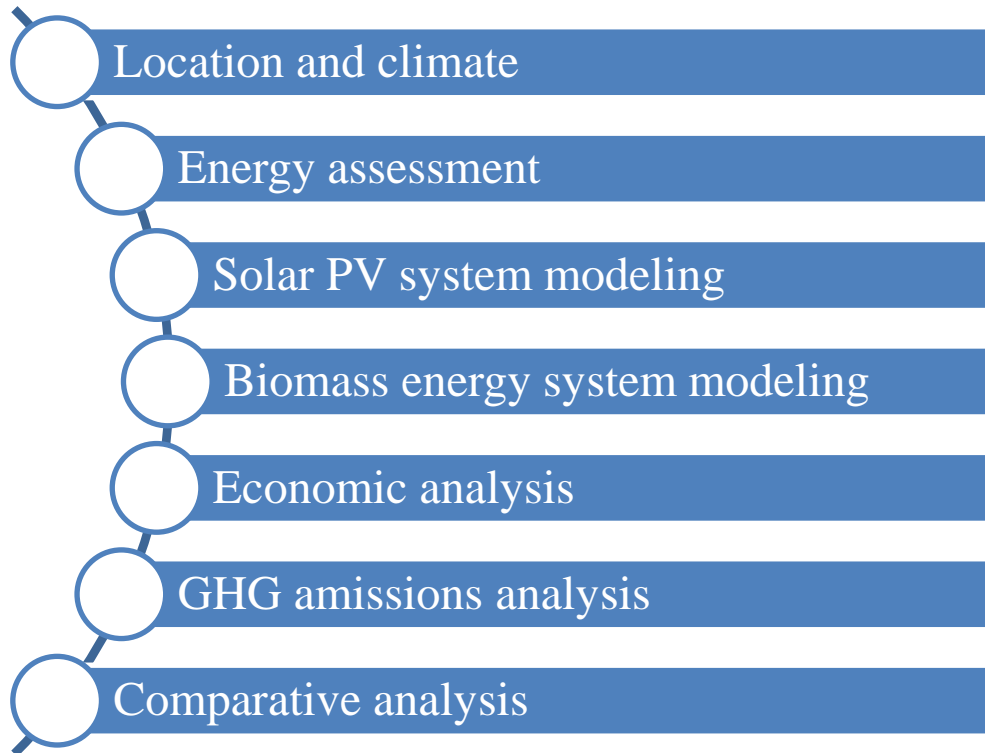 Location and climate
Energy assessment
Solar PV system modeling
Biomass energy system modeling
Economic analysis
GHG amissions analysis
Comparative analysis